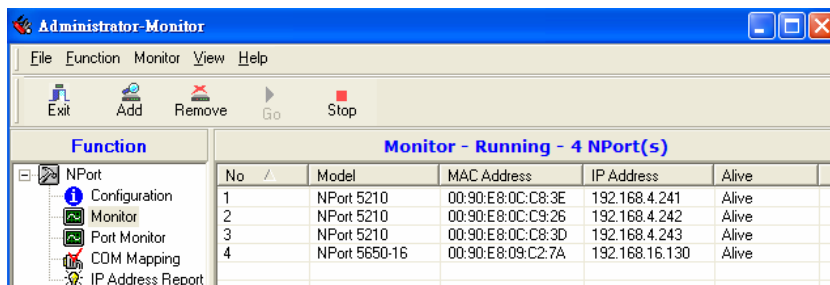 Administrator-Monitor
File Function Monitor View Help
Exit Add Remove Go Stop
Function
Monitor - Running - 4 NPort(s)
NPort
Configuration
Monitor
Port Monitor
COM Mapping
IP Address Report
No Model MAC Address IP Address Alive
1 NPort 5210 00:90:E8:0C:C8:3E 192.168.4.241 Alive
2 NPort 5210 00:90:E8:0C:C9:26 192.168.4.242 Alive
3 NPort 5210 00:90:E8:0C:C8:3D 192.168.4.243 Alive
4 NPort 5650-16 00:90:E8:09:C2:7A 192.168.16.130 Alive